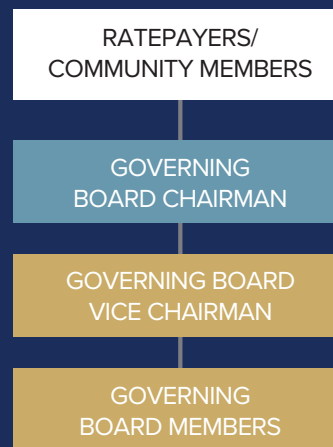 RATEPAYERS/
COMMUNITY MEMBERS
GOVERNING
BOARD CHAIRMAN
GOVERNING BOARD
VICE CHAIRMAN
GOVERNING
BOARD MEMBERS